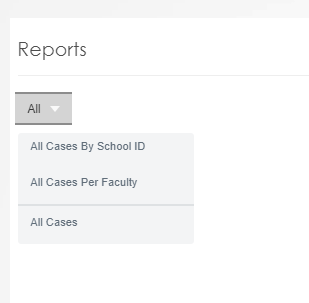 Reports
All
All Cases By School ID
All Cases Per Faculty
All Cases